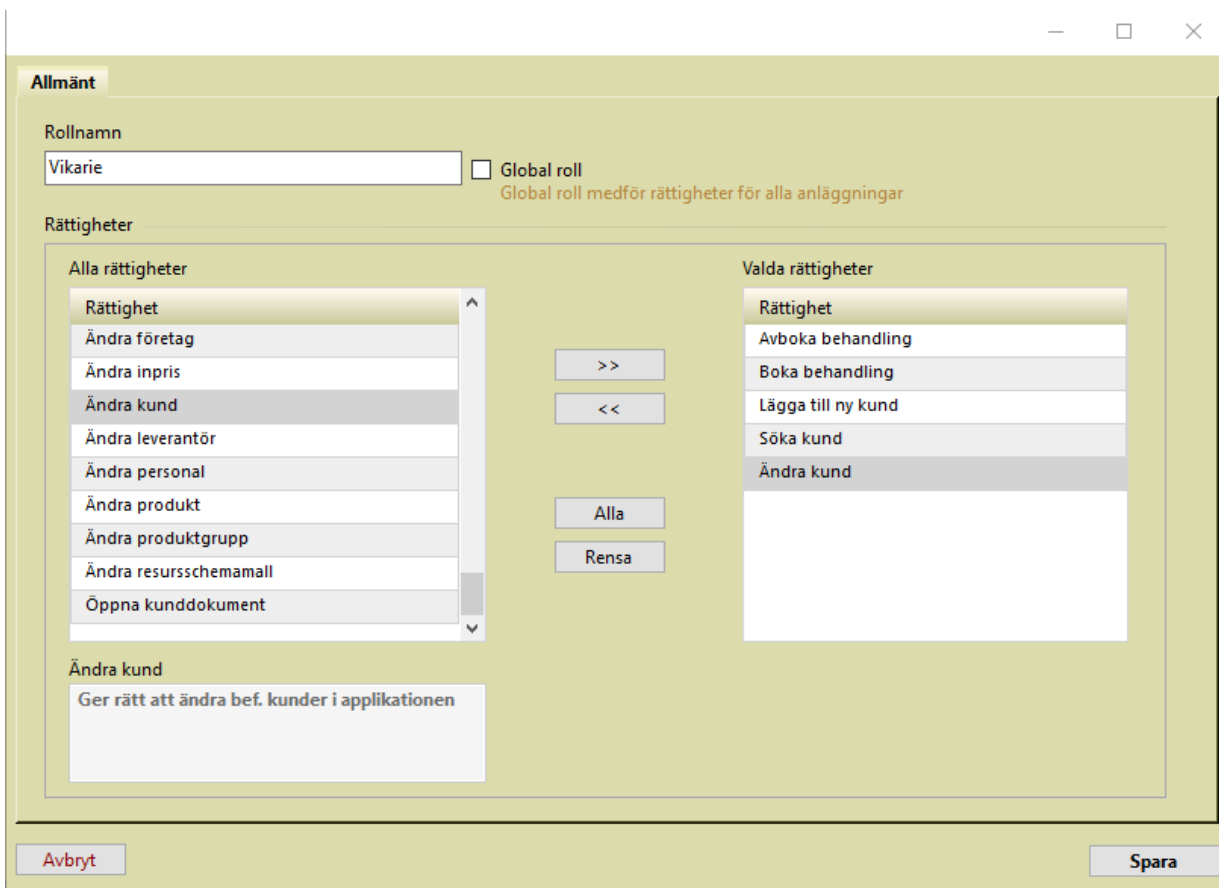 Allmänt
Rollnamn
Vikarie
Global roll
Global roll medför rättigheter för alla anläggningar
Rättigheter
Alla rättigheter
Rättighet
Ändra företag
Ändra inpris
Ändra kund
Ändra leverantör
Ändra personal
Ändra produkt
Ändra produktgrupp
Ändra resursschemamall
Öppna kunddokument
>>
<<
Alla
Rensa
Valda rättigheter
Rättighet
Avboka behandling
Boka behandling
Lägga till ny kund
Söka kund
Ändra kund
Ändra kund
Ger rätt att ändra bef. kunder i applikationen
Avbryt
Spara